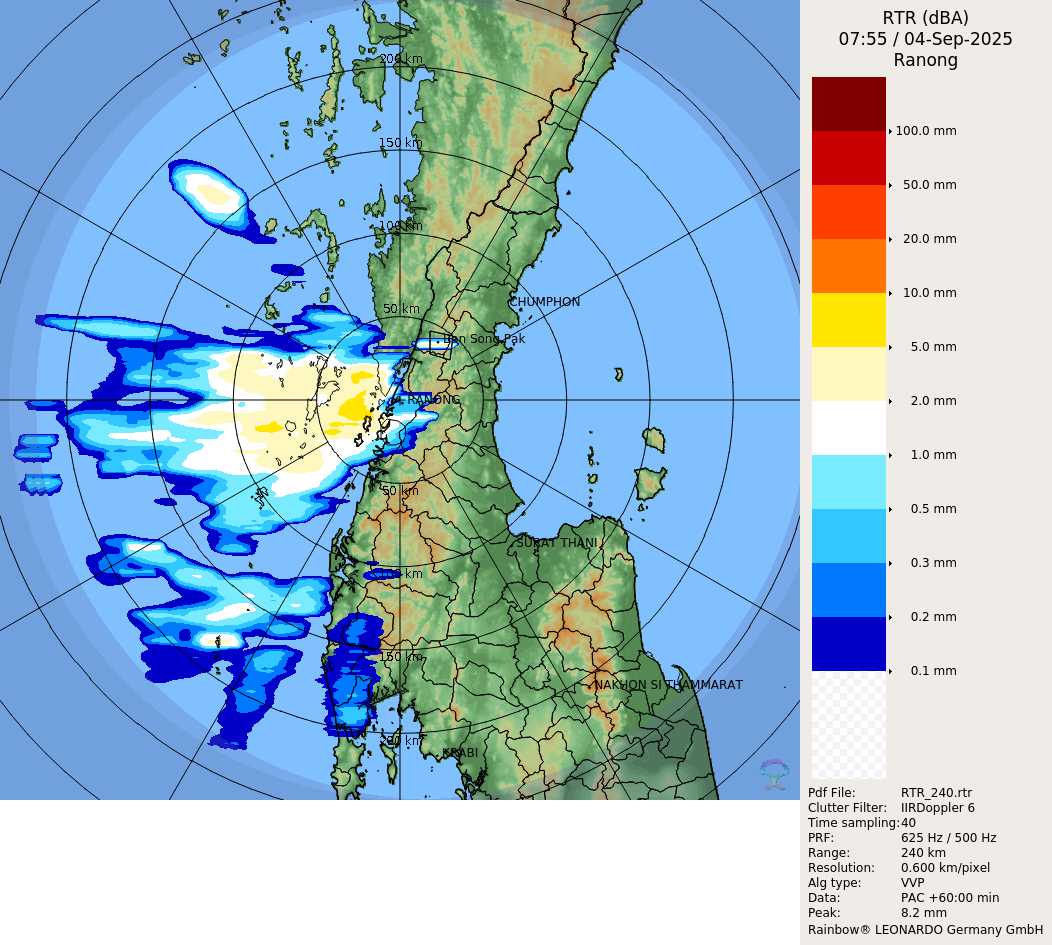 RTR (dBA)
07:55 / 04-Sep-2025
Ranong
200 km
150 km
100 km
50 km
CHUMPHON
Ban Song Pak
RANONG
50 km
SURAT THANI
100 km
150 km
NAKHON SI THAMMARAT
200 km
KRABI
100.0 mm
50.0 mm
20.0 mm
10.0 mm
5.0 mm
2.0 mm
1.0 mm
0.5 mm
0.3 mm
0.2 mm
0.1 mm
Pdf File: RTR_240.rtr
Clutter Filter: IIRDoppler 6
Time sampling: 40
PRF: 625 Hz / 500 Hz
Range: 240 km
Resolution: 0.600 km/pixel
Alg type: VVP
Data: PAC +60:00 min
Peak: 8.2 mm
Rainbow® LEONARDO Germany GmbH